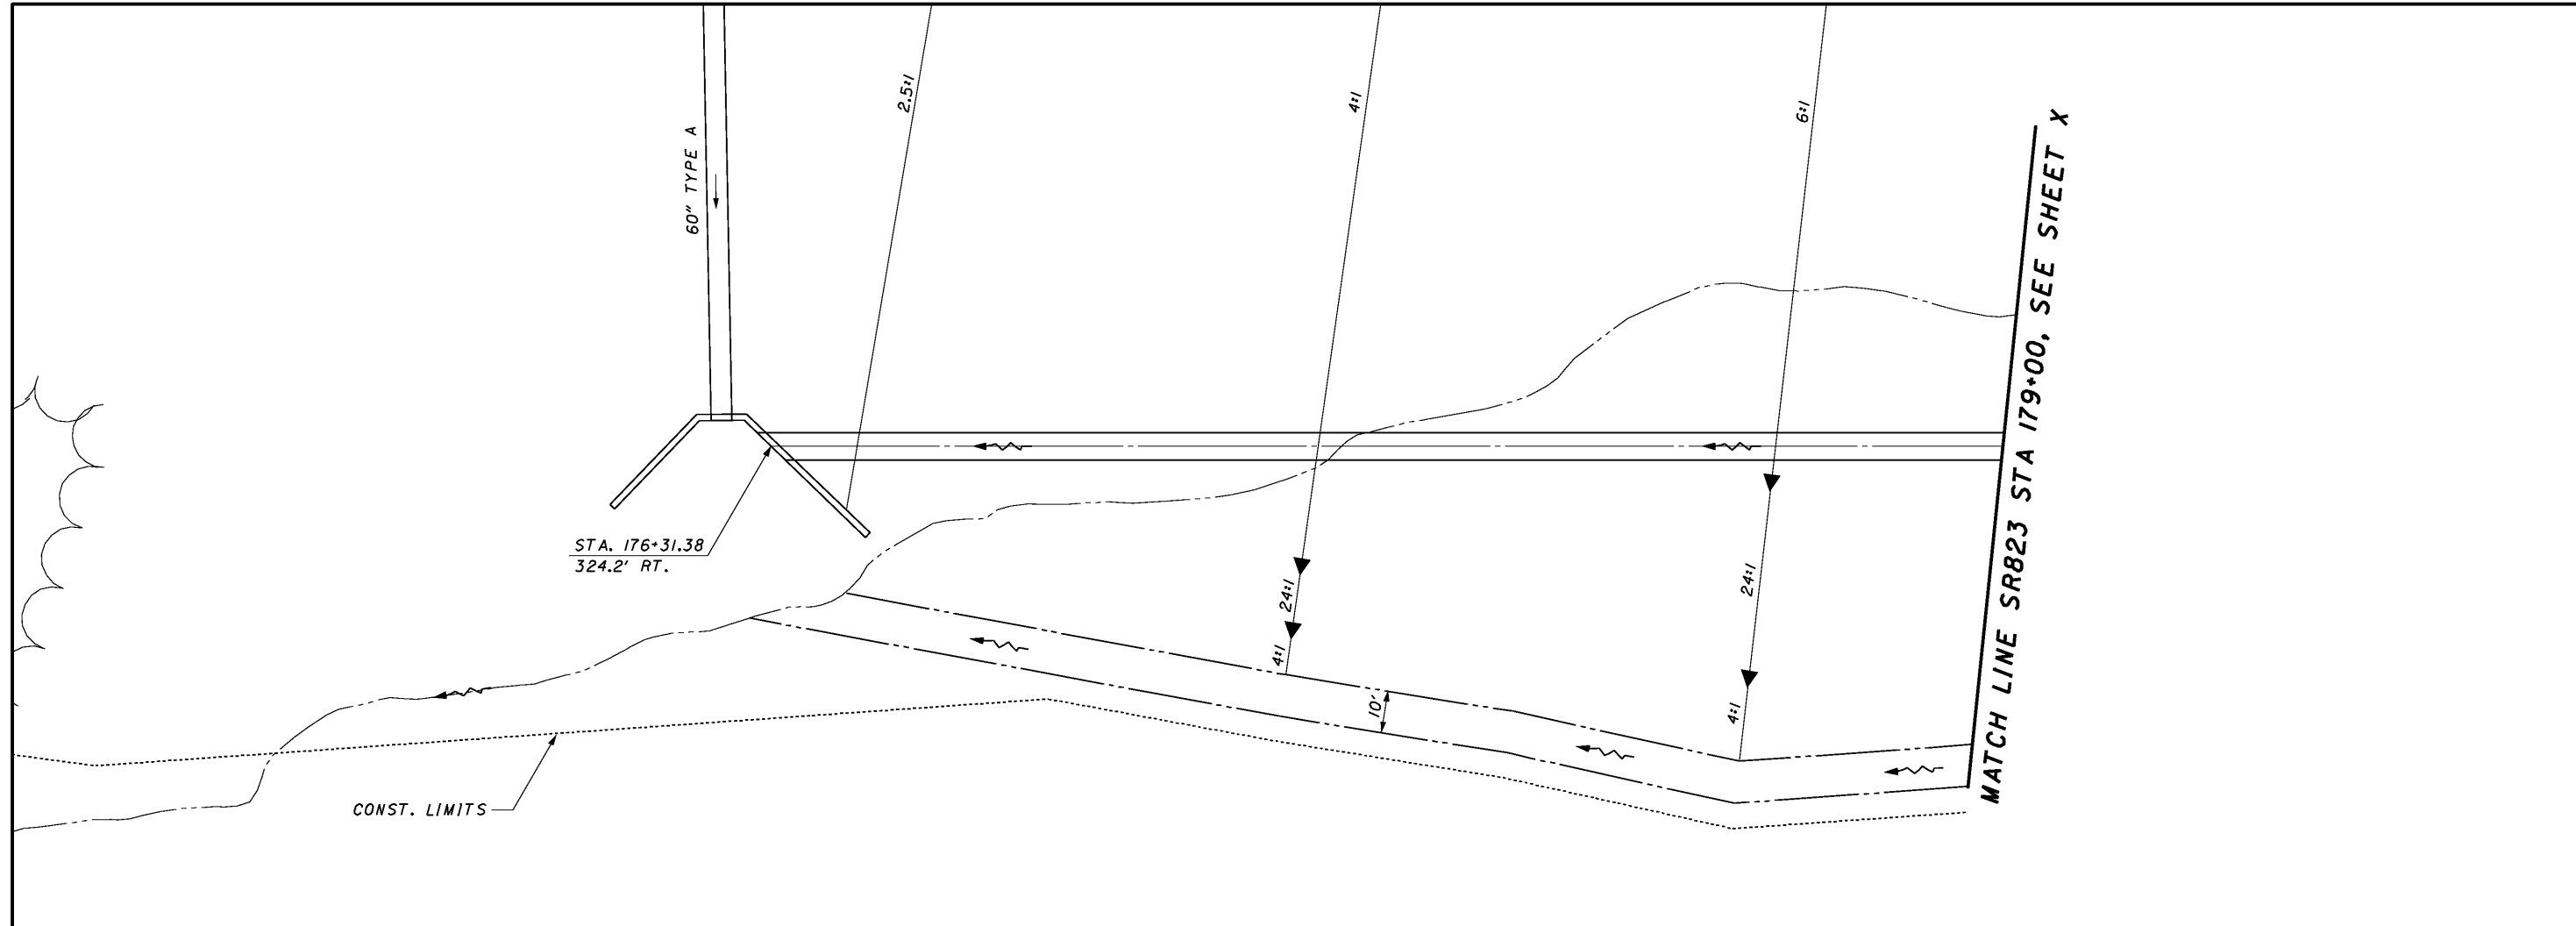 2.5:1
4:1
6:1
60" TYPE A
MATCH LINE SR823 STA 179+00, SEE SHEET X
STA. 176+31.38
324.2' RT.
24:1
24:1
4:1
4:1
10'
CONST. LIMITS